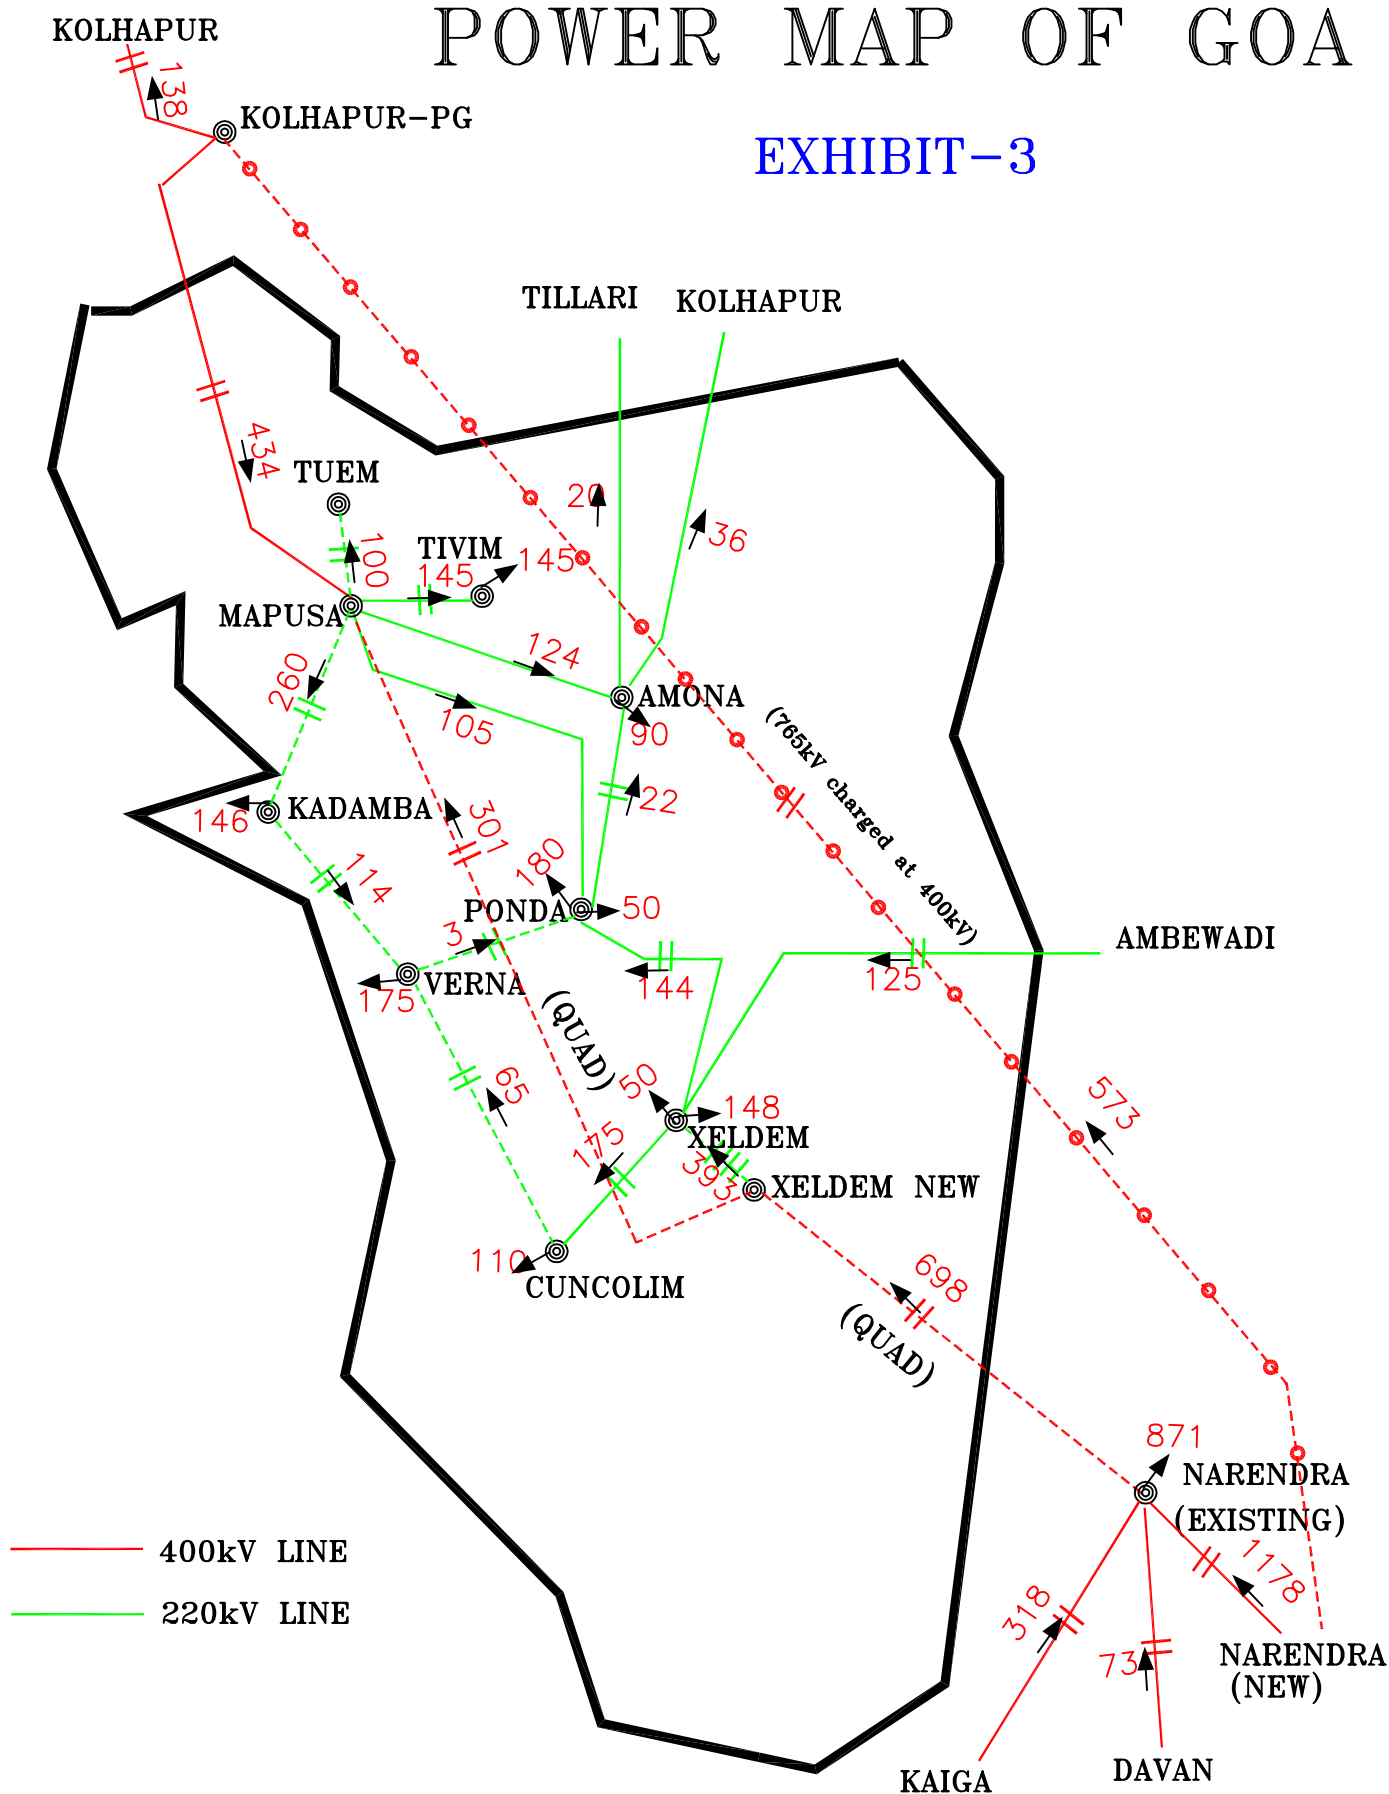 POWER MAP OF GOA
KOLHAPUR
138
KOLHAPUR-PG
EXHIBIT-3
TILLARI
KOLHAPUR
434
TUEM
20
36
100
TIVIM
145
145
MAPUSA
124
260
105
AMONA
90
(765kV charged at 400kV)
22
KADAMBA
146
301
114
180
PONDA
50
3
AMBEWADI
125
144
VERNA
175
(QUAD)
65
50
148
XELDEM
175
393
XELDEM NEW
573
110
CUNCOLIM
698
(QUAD)
871
NARENDRA
(EXISTING)
1178
318
73
NARENDRA
(NEW)
KAIGA
DAVAN
400kV LINE
220kV LINE